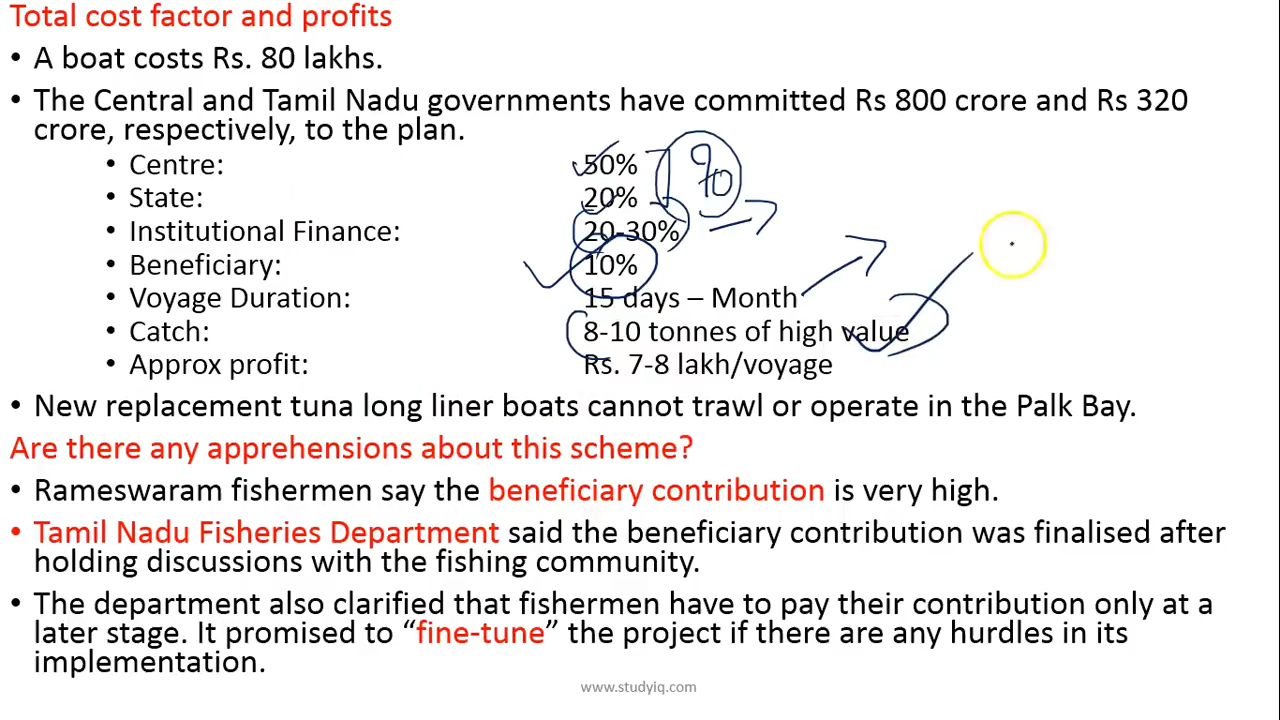 Total cost factor and profits
• A boat costs Rs. 80 lakhs.
• The Central and Tamil Nadu governments have committed Rs 800 crore and Rs 320
crore, respectively, to the plan.
• Centre: 50%
• State: 20%
• Institutional Finance: 20-30%
• Beneficiary: 10%
• Voyage Duration: 15 days – Month
• Catch: 8-10 tonnes of high value
• Approx profit: Rs. 7-8 lakh/voyage
• New replacement tuna long liner boats cannot trawl or operate in the Palk Bay.
Are there any apprehensions about this scheme?
• Rameswaram fishermen say the beneficiary contribution is very high.
• Tamil Nadu Fisheries Department said the beneficiary contribution was finalised after
holding discussions with the fishing community.
• The department also clarified that fishermen have to pay their contribution only at a
later stage. It promised to “fine-tune” the project if there are any hurdles in its
implementation.
www.studyiq.com